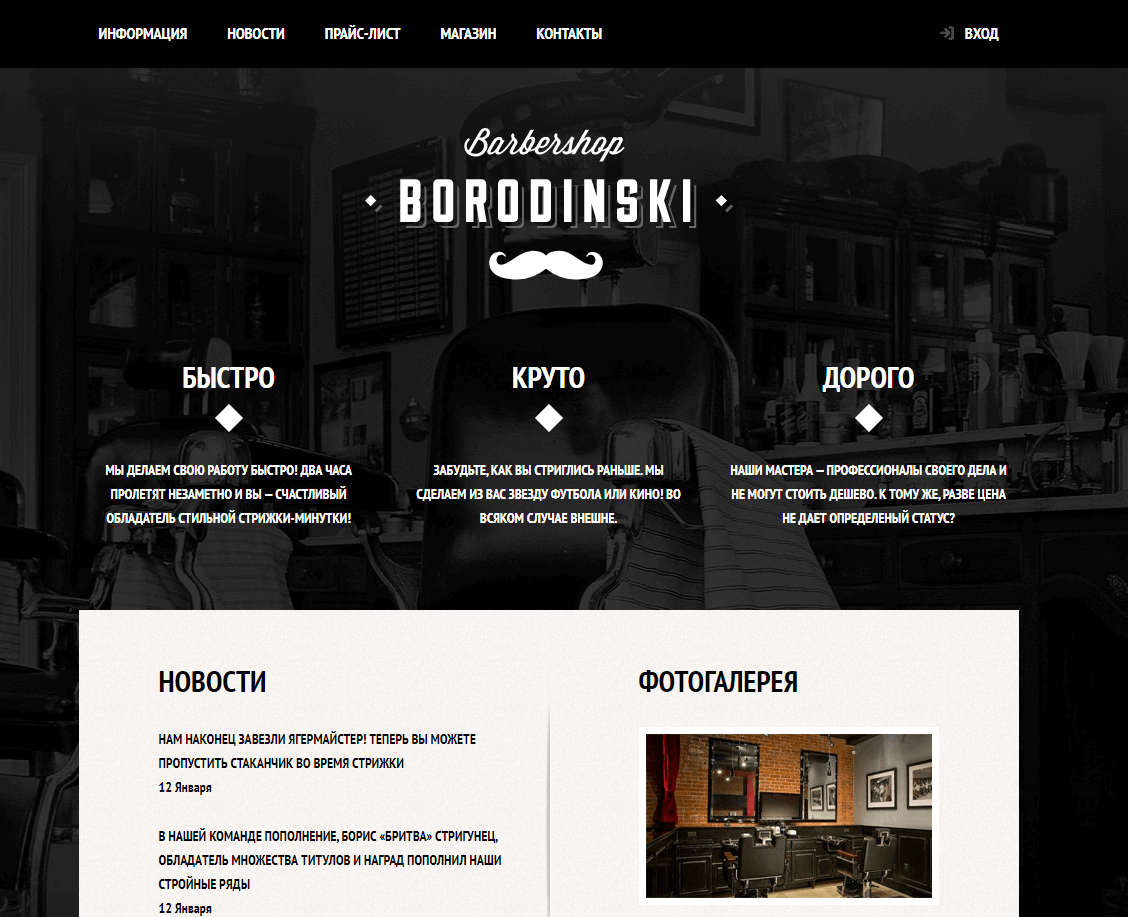 ИНФОРМАЦИЯ НОВОСТИ ПРАЙС-ЛИСТ МАГАЗИН КОНТАКТЫ ВХОД
Barbershop
BORODINSKI
БЫСТРО
МЫ ДЕЛАЕМ СВОЮ РАБОТУ БЫСТРО! ДВА ЧАСА
ПРОЛЕТЯТ НЕЗАМЕТНО И ВЫ — СЧАСТЛИВЫЙ
ОБЛАДАТЕЛЬ СТИЛЬНОЙ СТРИЖКИ-МИНУТКИ!
КРУТО
ЗАБУДЬТЕ, КАК ВЫ СТРИГЛИСЬ РАНЬШЕ. МЫ
СДЕЛАЕМ ИЗ ВАС ЗВЕЗДУ ФУТБОЛА ИЛИ КИНО! ВО
ВСЯКОМ СЛУЧАЕ ВНЕШНЕ.
ДОРОГО
НАШИ МАСТЕРА — ПРОФЕССИОНАЛЫ СВОЕГО ДЕЛА И
НЕ МОГУТ СТОИТЬ ДЕШЕВО. К ТОМУ ЖЕ, РАЗВЕ ЦЕНА
НЕ ДАЕТ ОПРЕДЕЛЕНЫЙ СТАТУС?
НОВОСТИ
НАМ НАКОНЕЦ ЗАВЕЗЛИ ЯГЕРМАЙСТЕР! ТЕПЕРЬ ВЫ МОЖЕТЕ
ПРОПУСТИТЬ СТАКАНЧИК ВО ВРЕМЯ СТРИЖКИ
12 Января
В НАШЕЙ КОМАНДЕ ПОПОЛНЕНИЕ, БОРИС «БРИТВА» СТРИГУНЕЦ,
ОБЛАДАТЕЛЬ МНОЖЕСТВА ТИТУЛОВ И НАГРАД ПОПОЛНИЛ НАШИ
СТРОЙНЫЕ РЯДЫ
12 Января
ФОТОГАЛЕРЕЯ